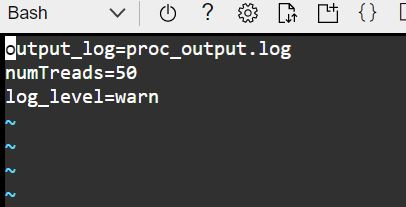 Bash
?
{}
output_log=proc_output.log
numTreads=50
log_level=warn
~
~
~
~